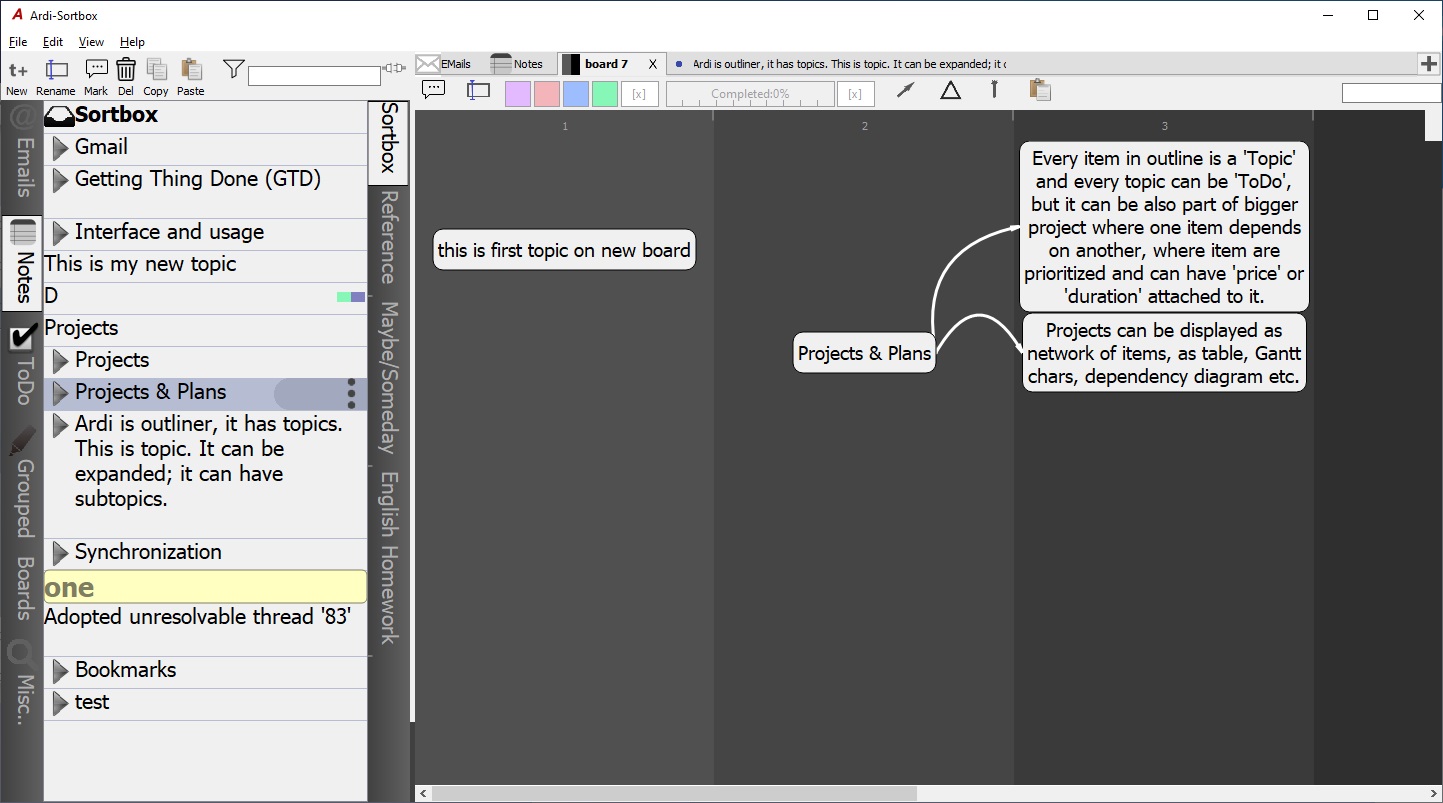 A Ardi-Sortbox
File Edit View Help
t+
New Rename Mark Del Copy Paste
EMails Notes board 7 X Ardi is outliner, it has topics. This is topic. It can be expanded; it c
[x] Completed:0% [x]
@ Emails
Notes
ToDo
Grouped
Boards
Misc..
Sortbox
Gmail
Getting Thing Done (GTD)
Interface and usage
This is my new topic
D
Projects
Projects
Projects & Plans
Ardi is outliner, it has topics.
This is topic. It can be
expanded; it can have
subtopics.
Synchronization
one
Adopted unresolvable thread '83'
Bookmarks
test
Sortbox
Reference
Maybe/Someday
English Homework
1 2 3
this is first topic on new board
Projects & Plans
Every item in outline is a 'Topic'
and every topic can be 'ToDo',
but it can be also part of bigger
project where one item depends
on another, where item are
prioritized and can have 'price' or
'duration' attached to it.
Projects can be displayed as
network of items, as table, Gantt
chars, dependency diagram etc.